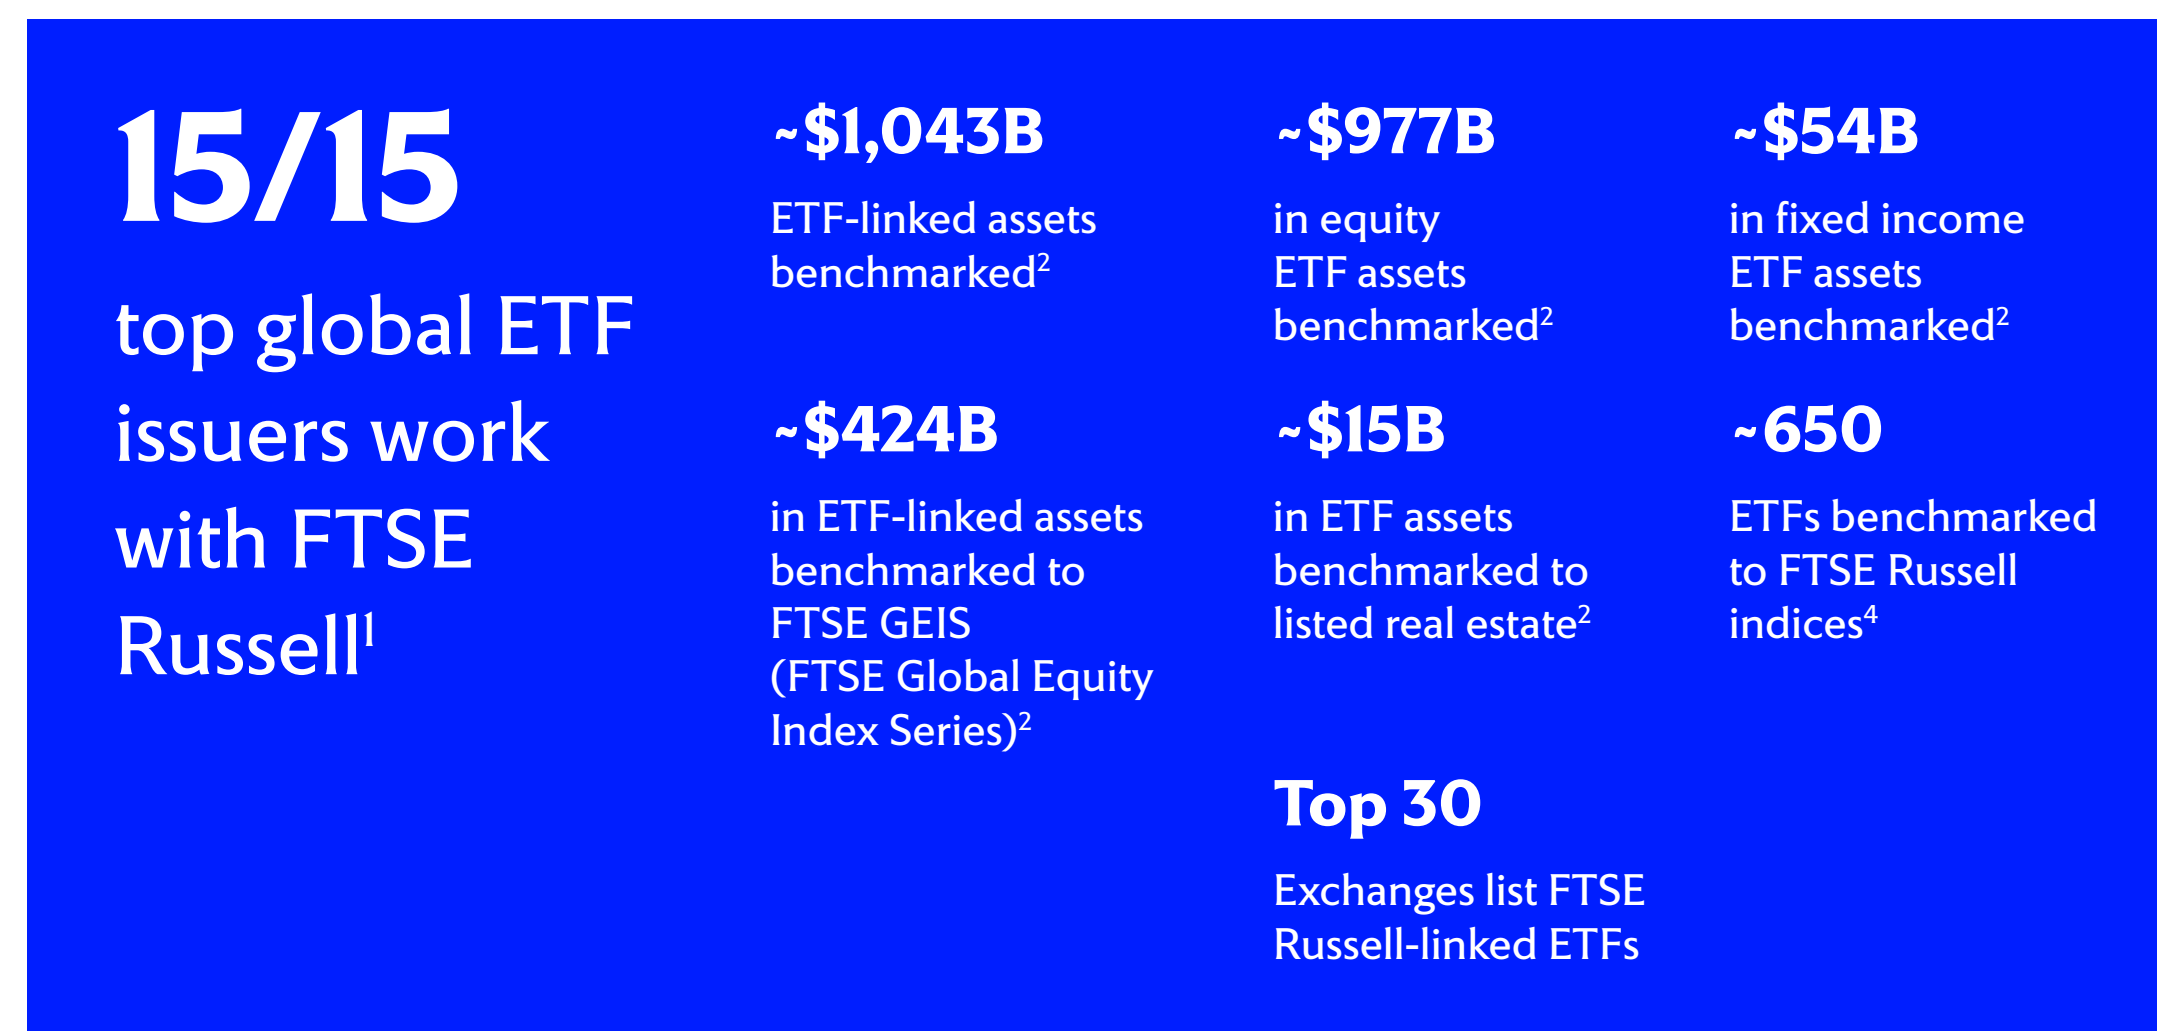 15/15
top global ETF
issuers work
with FTSE
Russell¹
~$1,043B
ETF-linked assets
benchmarked²
~$977B
in equity
ETF assets
benchmarked²
~$54B
in fixed income
ETF assets
benchmarked²
~$424B
in ETF-linked assets
benchmarked to
FTSE GEIS
(FTSE Global Equity
Index Series)²
~$15B
in ETF assets
benchmarked to
listed real estate²
~650
ETFs benchmarked
to FTSE Russell
indices⁴
Top 30
Exchanges list FTSE
Russell-linked ETFs